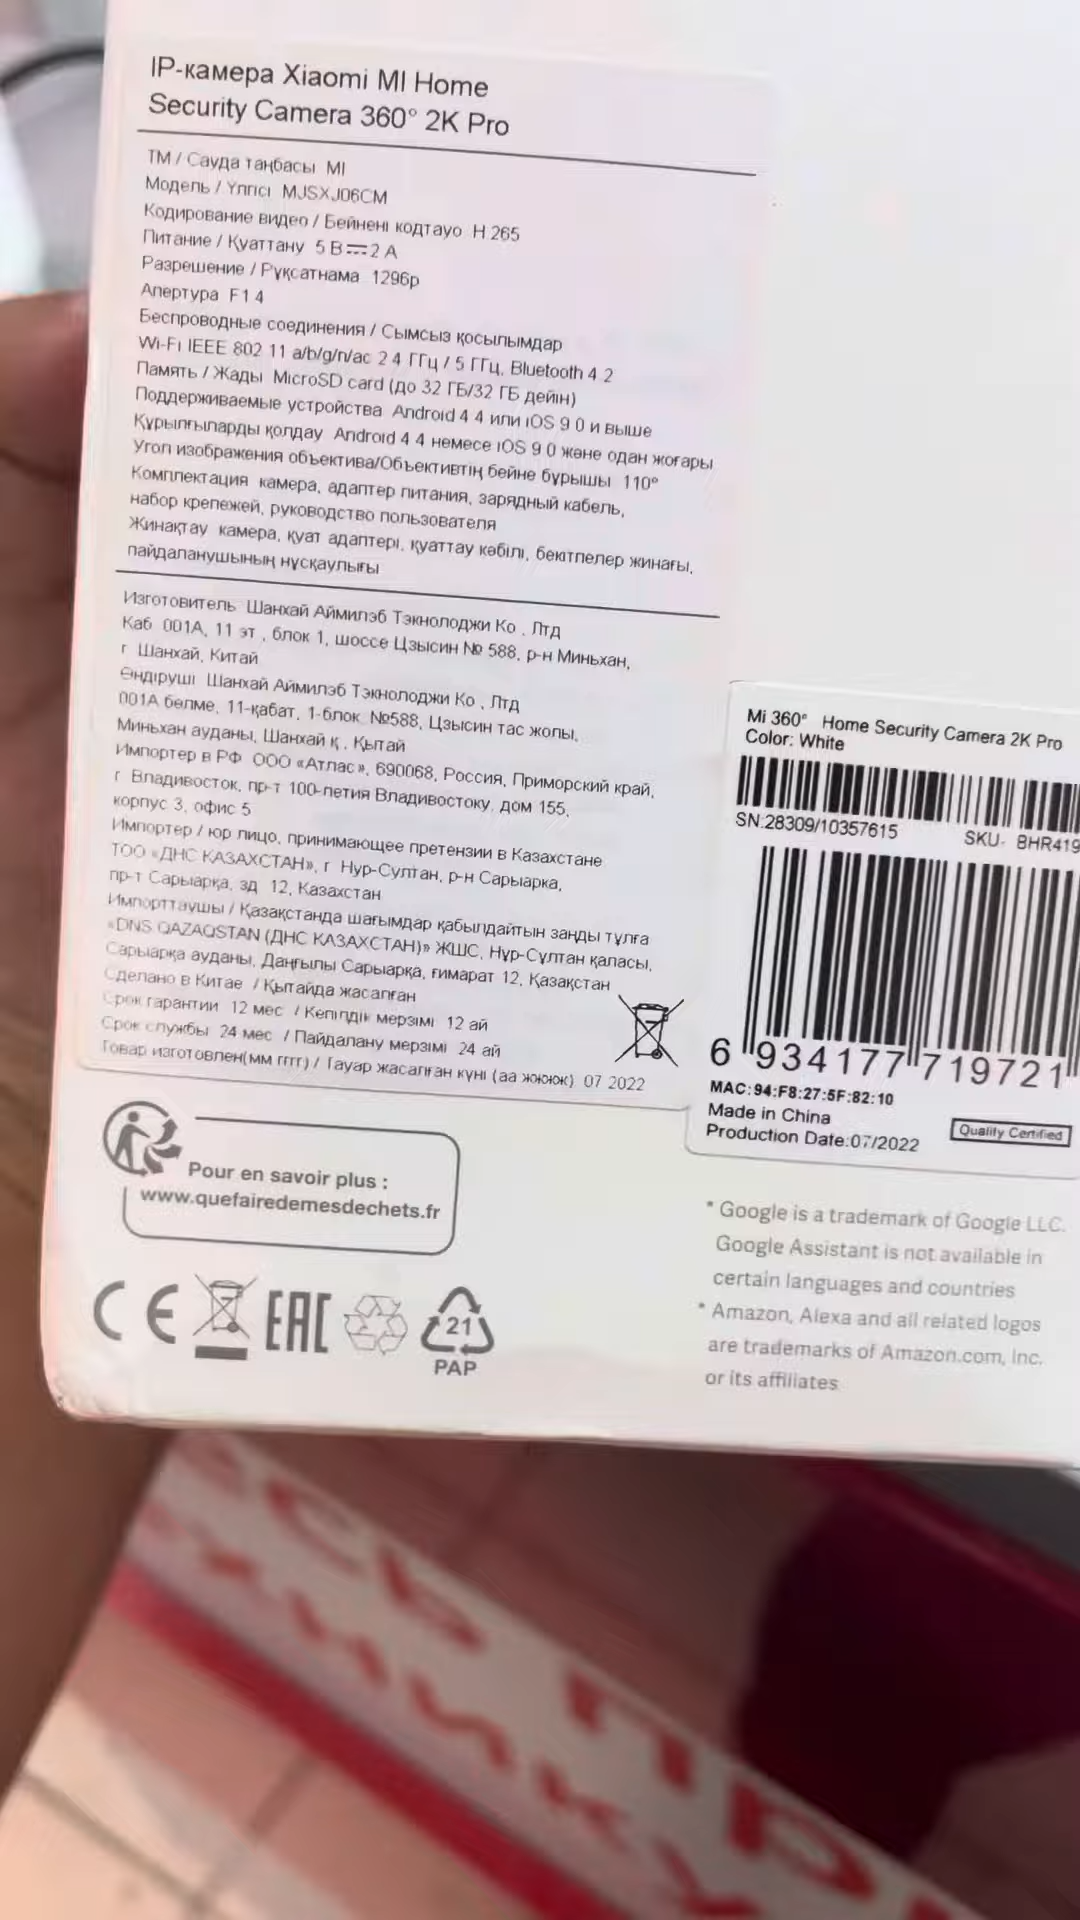 IP-камера Xiaomi MI Home
Security Camera 360° 2K Pro
ТМ / Сауда таңбасы MI
Модель / Үлгісі MJSXJ06CM
Кодирование видео / Бейнені кодтауо H 265
Питание / Қуаттану 5 В⎓2 А
Разрешение / Рұқсатнама 1296p
Апертура F1 4
Беспроводные соединения / Сымсыз қосылымдар
Wi-Fi IEEE 802 11 a/b/g/n/ac 2 4 ГГц / 5 ГГц, Bluetooth 4 2
Память / Жады MicroSD card (до 32 ГБ/32 ГБ дейін)
Поддерживаемые устройства Android 4 4 или iOS 9 0 и выше
Құрылғыларды қолдау Android 4 4 немесе iOS 9 0 және одан жоғары
Угол изображения объектива/Объективтің бейне бұрышы 110°
Комплектация камера, адаптер питания, зарядный кабель,
набор крепежей, руководство пользователя
Жинақтау камера, қуат адаптері, қуаттау кәбілі, бекітпелер жинағы,
пайдаланушының нұсқаулығы
Изготовитель Шанхай Аймилэб Тэкнолоджи Ко , Лтд
Каб 001А, 11 эт , блок 1, шоссе Цзысин № 588, р-н Миньхан,
г Шанхай, Китай
Өндіруші Шанхай Аймилэб Тэкнолоджи Ко , Лтд
001А бөлме, 11-қабат, 1-блок №588, Цзысин тас жолы,
Миньхан ауданы, Шанхай қ , Қытай
Импортер в РФ ООО «Атлас», 690068, Россия, Приморский край,
г Владивосток, пр-т 100-летия Владивостоку, дом 155,
корпус 3, офис 5
Импортер / юр лицо, принимающее претензии в Казахстане
ТОО «ДНС КАЗАХСТАН», г Нур-Султан, р-н Сарыарка,
пр-т Сарыарқа, зд 12, Казахстан
Импорттаушы / Қазақстанда шағымдар қабылдайтын заңды тұлға
«DNS QAZAQSTAN (ДНС КАЗАХСТАН)» ЖШС, Нұр-Сұлтан қаласы,
Сарыарқа ауданы, Даңғылы Сарыарқа, ғимарат 12, Қазақстан
Сделано в Китае / Қытайда жасалған
Срок гарантии 12 мес / Кепілдік мерзімі 12 ай
Срок службы 24 мес / Пайдалану мерзімі 24 ай
Товар изготовлен(мм гггг) / Тауар жасалған күні (аа жжжж) 07 2022
Mi 360° Home Security Camera 2K Pro
Color: White
SN:28309/10357615 SKU- BHR419
6 934177 719721
MAC:94:F8:27:5F:82:10
Made in China
Production Date:07/2022
Quality Certified
Pour en savoir plus :
www.quefairedemesdechets.fr
CE EAC 21
PAP
* Google is a trademark of Google LLC.
Google Assistant is not available in
certain languages and countries
* Amazon, Alexa and all related logos
are trademarks of Amazon.com, Inc.
or its affiliates